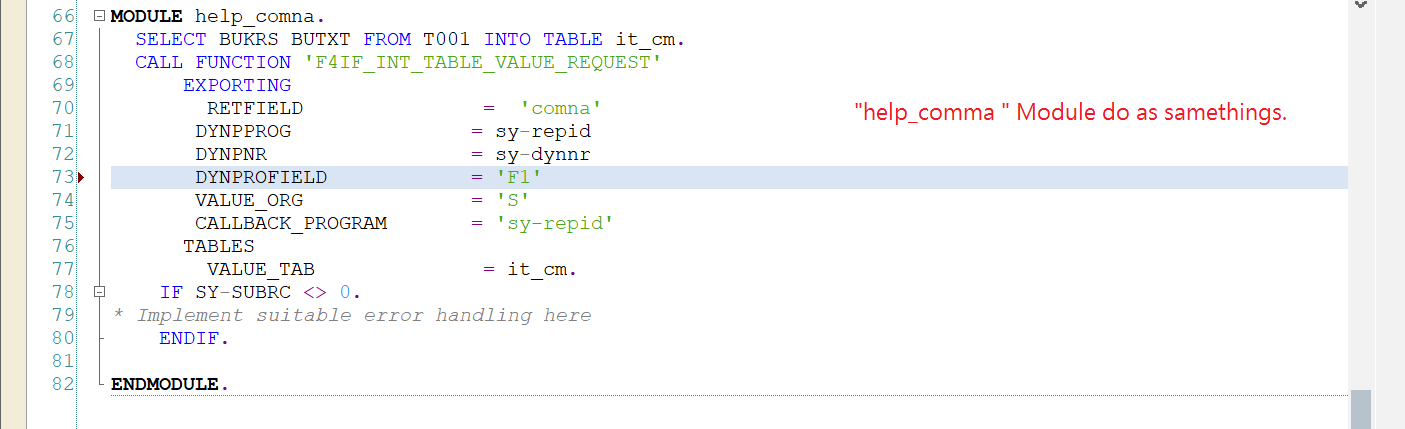 66 MODULE help_comna.
67 SELECT BUKRS BUTXT FROM T001 INTO TABLE it_cm.
68 CALL FUNCTION 'F4IF_INT_TABLE_VALUE_REQUEST'
69 EXPORTING
70 RETFIELD = 'comna' "help_comma " Module do as samethings.
71 DYNPPROG = sy-repid
72 DYNPNR = sy-dynnr
73 DYNPROFIELD = 'F1'
74 VALUE_ORG = 'S'
75 CALLBACK_PROGRAM = 'sy-repid'
76 TABLES
77 VALUE_TAB = it_cm.
78 IF SY-SUBRC <> 0.
79 * Implement suitable error handling here
80 ENDIF.
81
82 ENDMODULE.